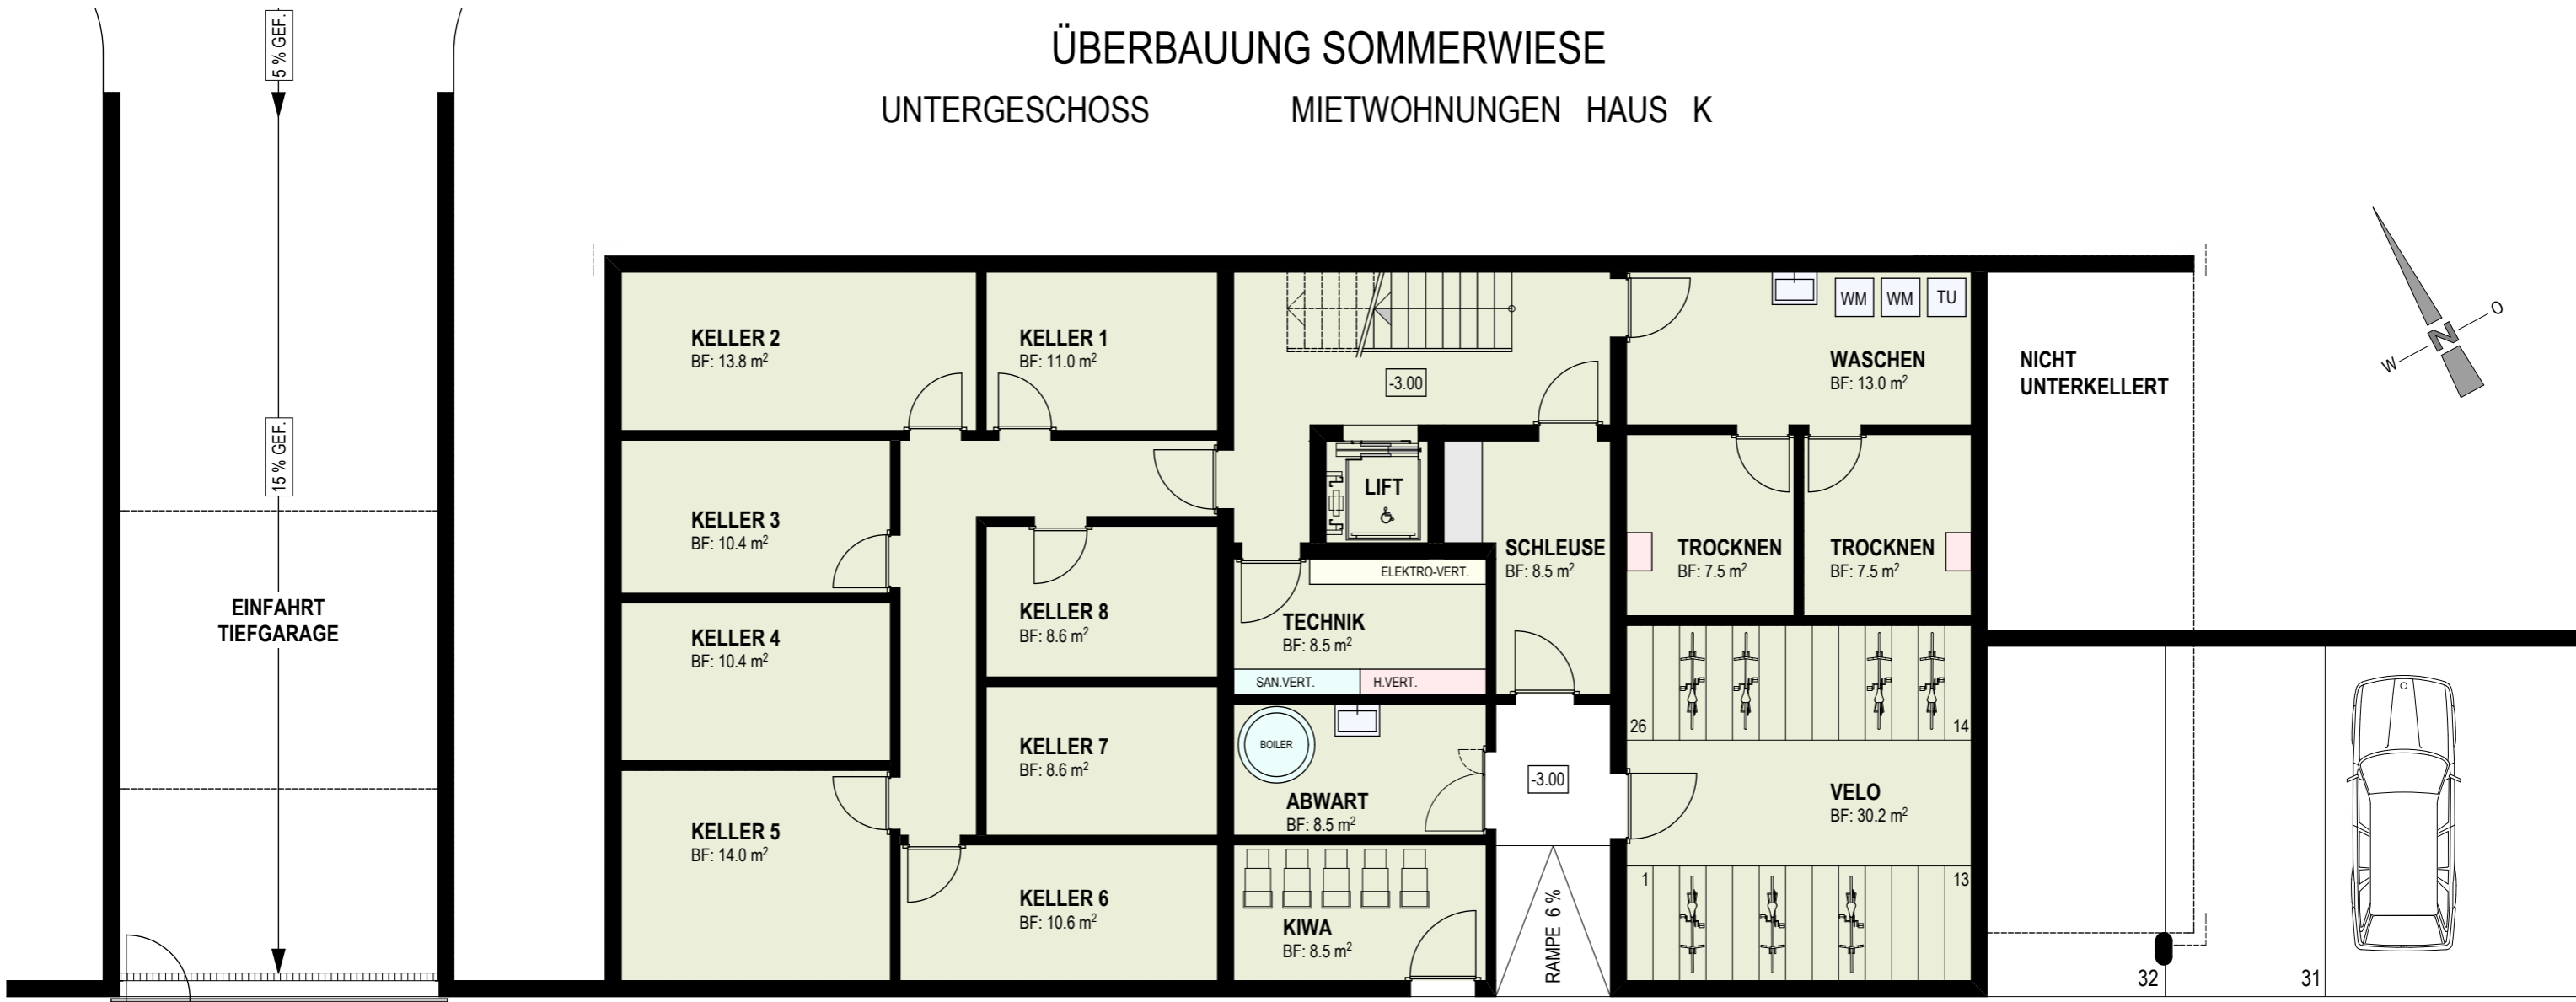 ÜBERBAUUNG SOMMERWIESE
UNTERGESCHOSS MIETWOHNUNGEN HAUS K
5 % GEF.
15 % GEF.
EINFAHRT
TIEFGARAGE
KELLER 2
BF: 13.8 m²
KELLER 1
BF: 11.0 m²
KELLER 3
BF: 10.4 m²
KELLER 4
BF: 10.4 m²
KELLER 5
BF: 14.0 m²
KELLER 8
BF: 8.6 m²
KELLER 7
BF: 8.6 m²
KELLER 6
BF: 10.6 m²
-3.00
LIFT
ELEKTRO-VERT.
TECHNIK
BF: 8.5 m²
SAN.VERT.
H.VERT.
BOILER
ABWART
BF: 8.5 m²
KIWA
BF: 8.5 m²
SCHLEUSE
BF: 8.5 m²
-3.00
RAMPE 6 %
WM
WM
TU
WASCHEN
BF: 13.0 m²
TROCKNEN
BF: 7.5 m²
TROCKNEN
BF: 7.5 m²
26
14
VELO
BF: 30.2 m²
1
13
NICHT
UNTERKELLERT
W N O
32
31